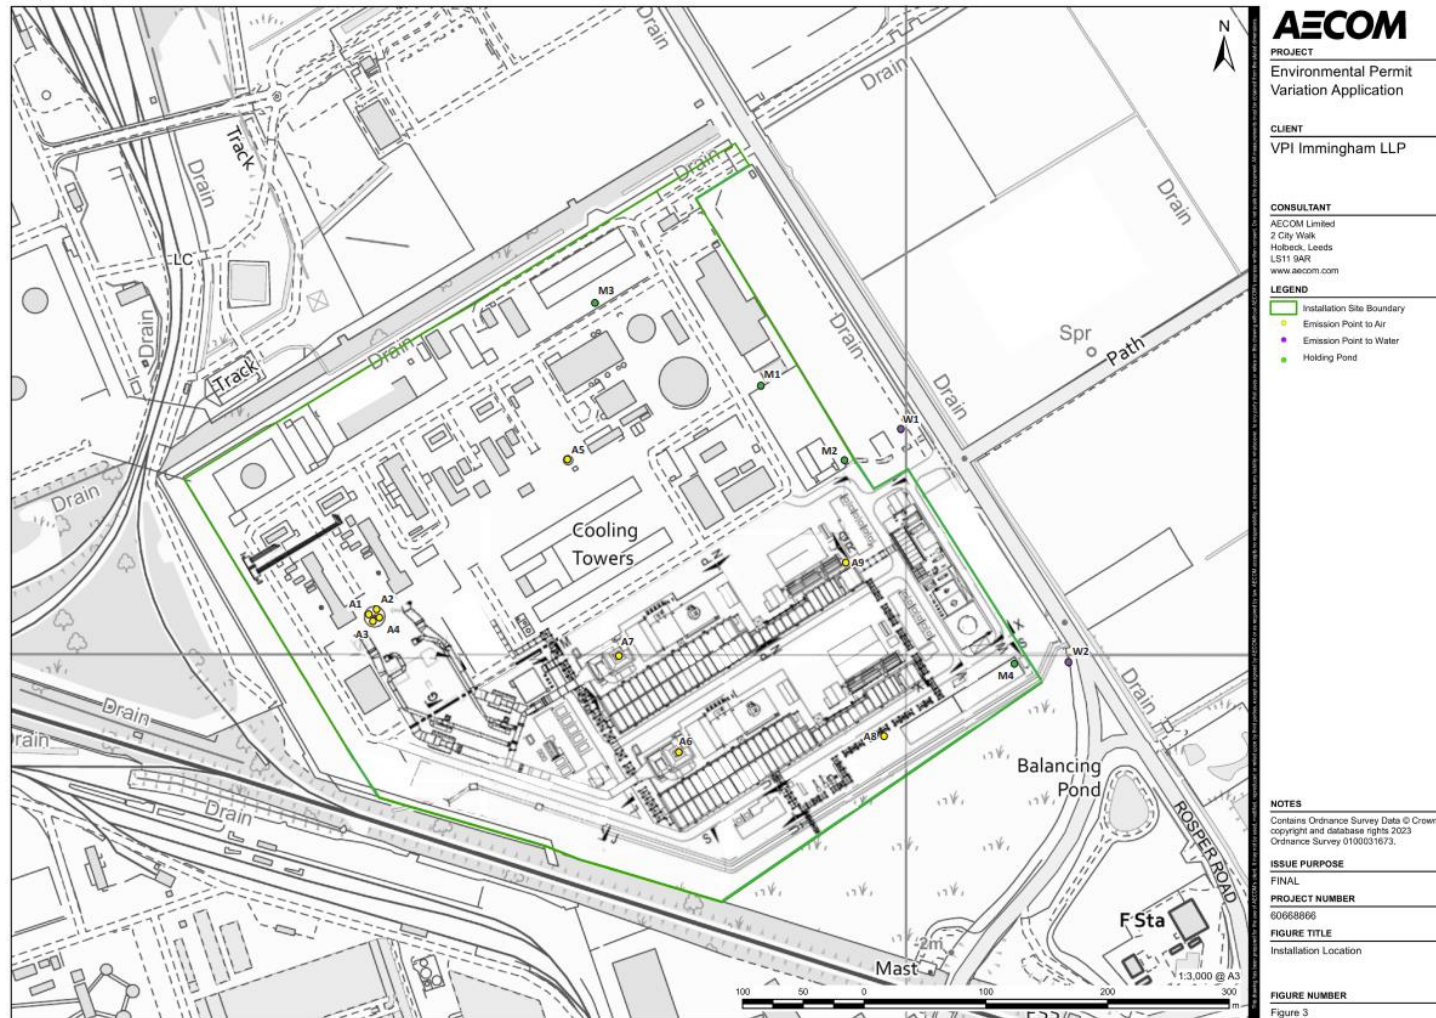 Drain
Drain
Drain
N
Track
Drain
Drain
Drain
LC
Drain
Drain
Track
M3
M1
Drain
Spr
Path
Drain
W1
M2
A5
Drain
Cooling
Towers
A9
A1
A2
A3
A4
A7
W2
M4
Drain
Drain
rain
A6
A8
Balancing
Pond
Drain
ROSPER ROAD
F Sta
2m
Mast
1:3,000 @ A3
100 50 0 100 200 300
m
AECOM
PROJECT
Environmental Permit
Variation Application
CLIENT
VPI Immingham LLP
CONSULTANT
AECOM Limited
2 City Walk
Holbeck, Leeds
LS11 9AR
www.aecom.com
LEGEND
Installation Site Boundary
Emission Point to Air
Emission Point to Water
Holding Pond
NOTES
Contains Ordnance Survey Data © Crown
copyright and database rights 2023
Ordnance Survey 0100031673.
ISSUE PURPOSE
FINAL
PROJECT NUMBER
60668866
FIGURE TITLE
Installation Location
FIGURE NUMBER
Figure 3